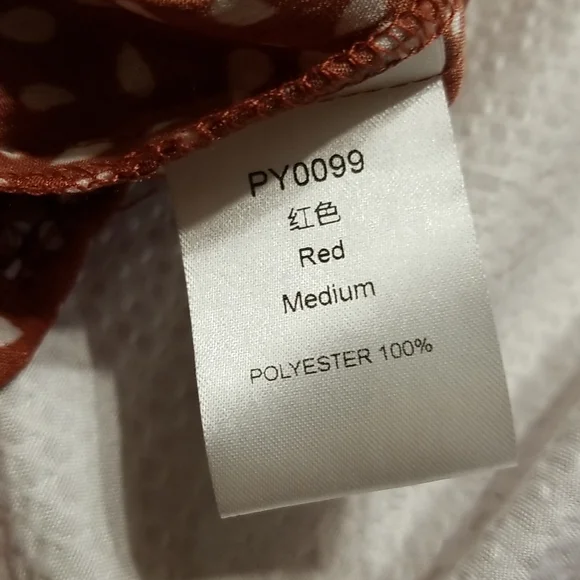 PY0099
红色
Red
Medium
POLYESTER 100%